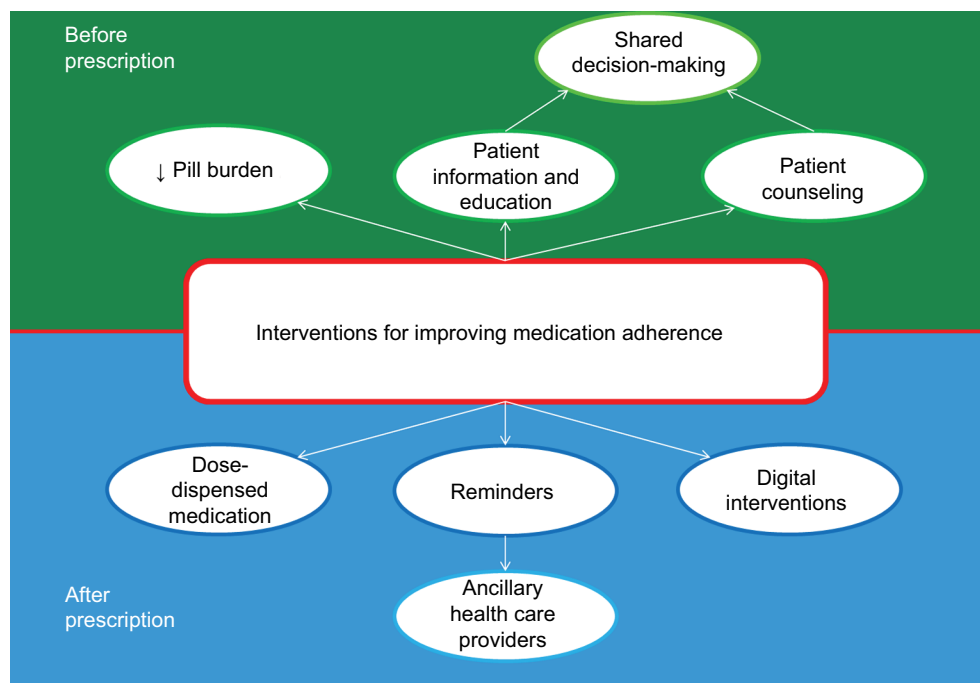 Before
prescription
Shared
decision-making
↓ Pill burden
Patient
information and
education
Patient
counseling
Interventions for improving medication adherence
Dose-
dispensed
medication
Reminders
Digital
interventions
After
prescription
Ancillary
health care
providers